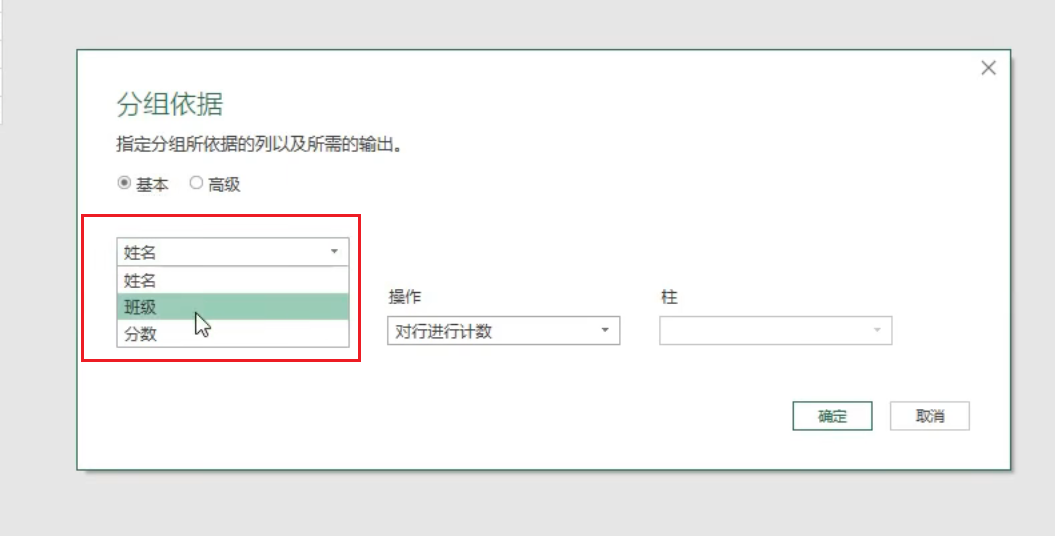 分组依据
指定分组所依据的列以及所需的输出。
基本 高级
姓名
姓名
班级
分数
操作
对行进行计数
柱
确定 取消